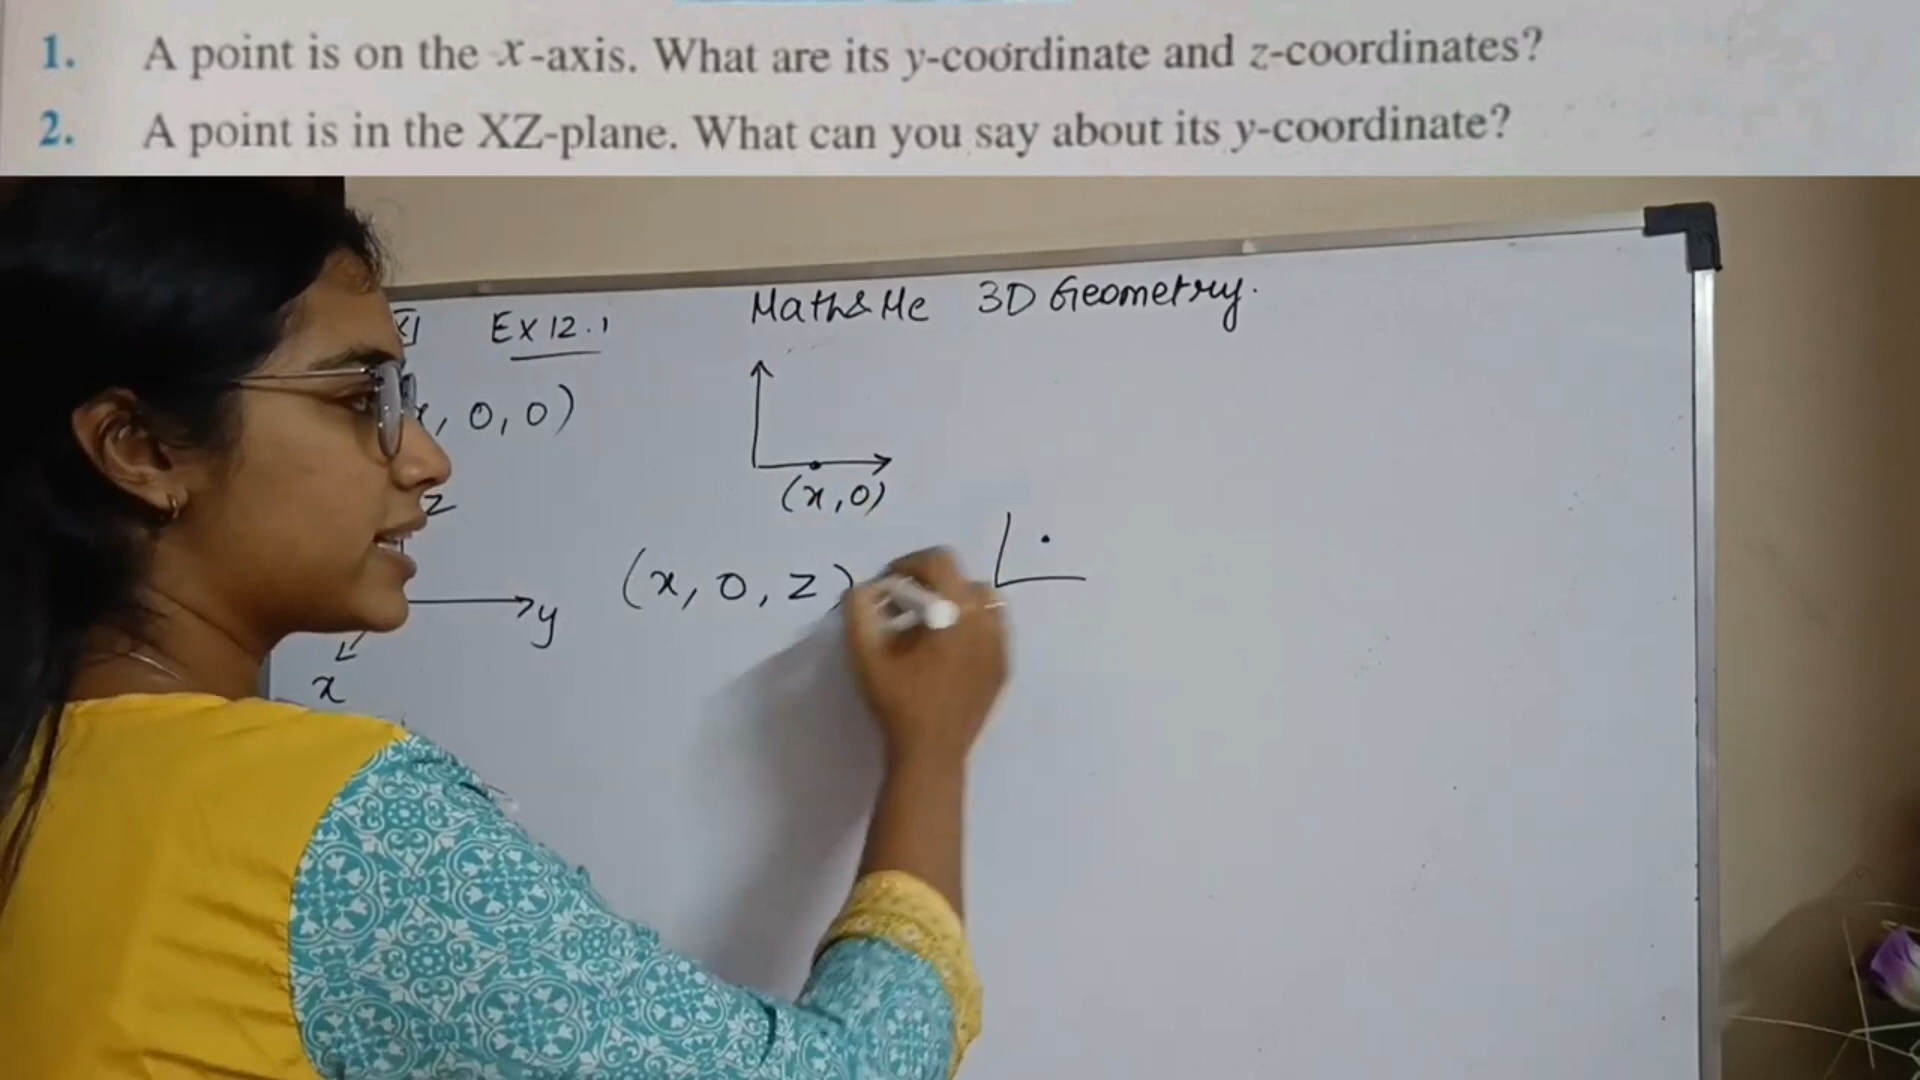 1. A point is on the x-axis. What are its y-coordinate and z-coordinates?
2. A point is in the XZ-plane. What can you say about its y-coordinate?
Ex 12.1 Math&Me 3D Geometry.
, 0, 0)
(x, 0)
z
(x, 0, z)
y
x